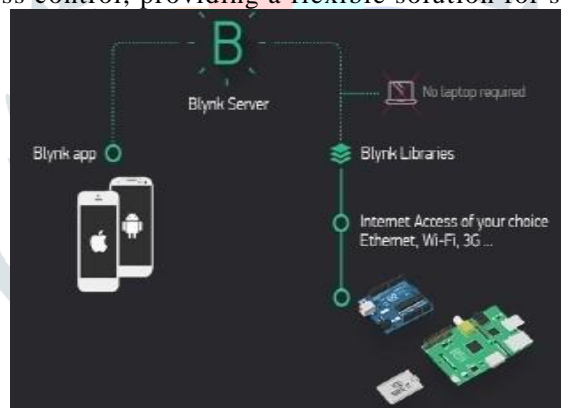 ss control, providing a flexible solution for s
B
Blynk Server
No laptop required
Blynk app
Blynk Libraries
Internet Access of your choice
Ethernet, Wi-Fi, 3G ...